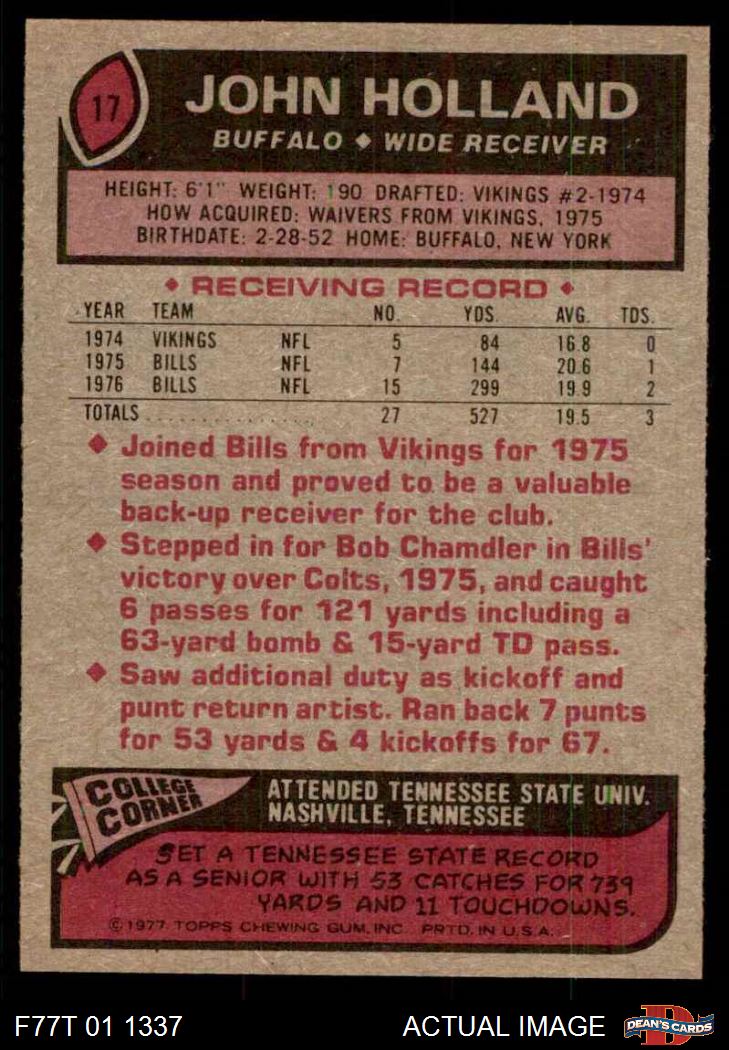 17
JOHN HOLLAND
BUFFALO ◆ WIDE RECEIVER
HEIGHT: 6'1" WEIGHT: 190 DRAFTED: VIKINGS #2-1974
HOW ACQUIRED: WAIVERS FROM VIKINGS, 1975
BIRTHDATE: 2-28-52 HOME: BUFFALO, NEW YORK
◆ RECEIVING RECORD ◆
YEAR TEAM NO. YDS. AVG. TDS.
1974 VIKINGS NFL 5 84 16.8 0
1975 BILLS NFL 7 144 20.6 1
1976 BILLS NFL 15 299 19.9 2
TOTALS . . . . . . . . . . . . . . . . 27 527 19.5 3
◆ Joined Bills from Vikings for 1975
season and proved to be a valuable
back-up receiver for the club.
◆ Stepped in for Bob Chamdler in Bills'
victory over Colts, 1975, and caught
6 passes for 121 yards including a
63-yard bomb & 15-yard TD pass.
◆ Saw additional duty as kickoff and
punt return artist. Ran back 7 punts
for 53 yards & 4 kickoffs for 67.
COLLEGE
CORNER
ATTENDED TENNESSEE STATE UNIV.
NASHVILLE, TENNESSEE
SET A TENNESSEE STATE RECORD
AS A SENIOR WITH 53 CATCHES FOR 739
YARDS AND 11 TOUCHDOWNS.
©1977 TOPPS CHEWING GUM, INC. PRTD. IN U.S.A.
F77T 01 1337 ACTUAL IMAGE
D
DEAN'S CARDS